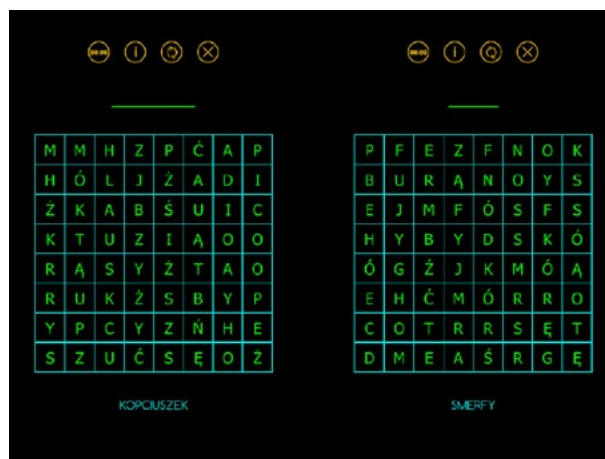 00:00 i 00:00 i
M M H Z P Ć A P P F E Z F N O K
H Ó L J Ż A D I B U R Ą N O Y S
Ż K A B Ś U I C E J M F Ó S F S
K T U Z I Ą O O H Y B Y D S K Ó
R Ą S Y Ż T A O Ó G Ź J K M Ó Ą
R U K Ż S B Y P E H Ć M Ó R R O
Y P C Y Z Ń H E C O T R R S Ę T
S Z U Ć S Ę O Ż D M E A Ś R G Ę
KOPCIUSZEK SMERFY